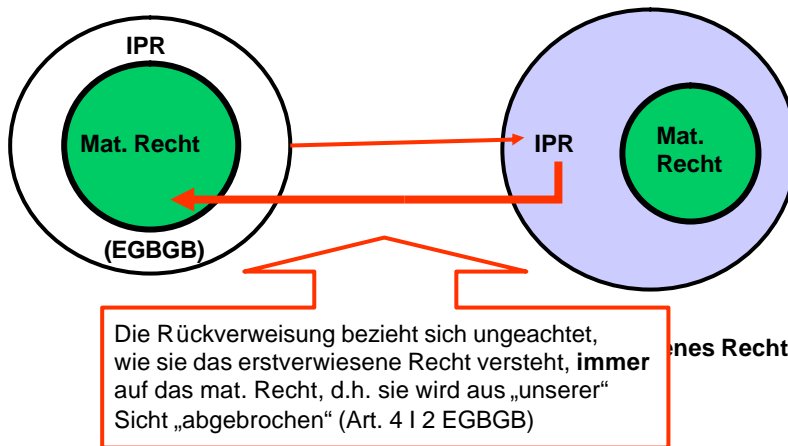 IPR
Mat. Recht
(EGBGB)
IPR
Mat.
Recht
enes Recht
Die Rückverweisung bezieht sich ungeachtet,
wie sie das erstverwiesene Recht versteht, immer
auf das mat. Recht, d.h. sie wird aus „unserer“
Sicht „abgebrochen“ (Art. 4 I 2 EGBGB)